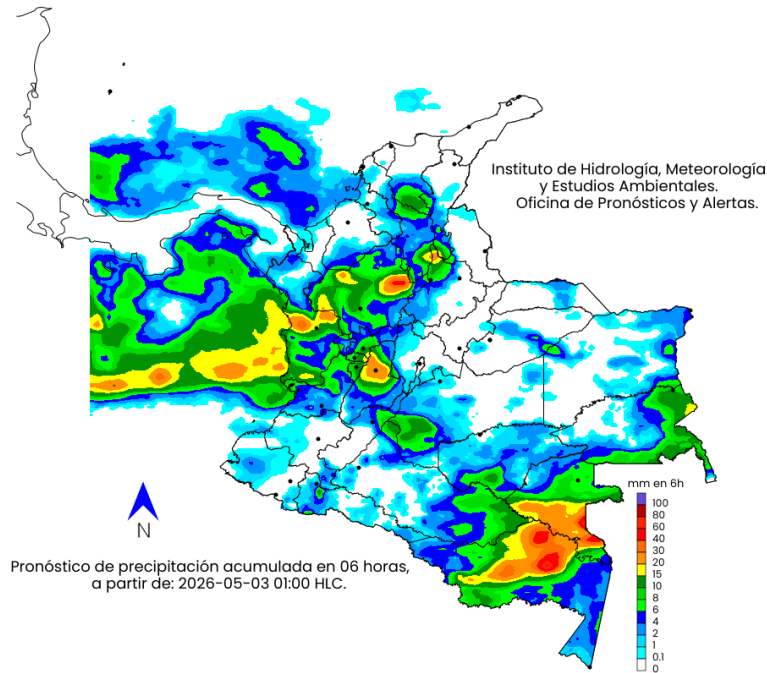 Instituto de Hidrología, Meteorología
y Estudios Ambientales.
Oficina de Pronósticos y Alertas.
mm en 6h
100
80
60
40
30
20
15
10
8
6
4
2
1
0.1
0
N
Pronóstico de precipitación acumulada en 06 horas,
a partir de: 2026-05-03 01:00 HLC.